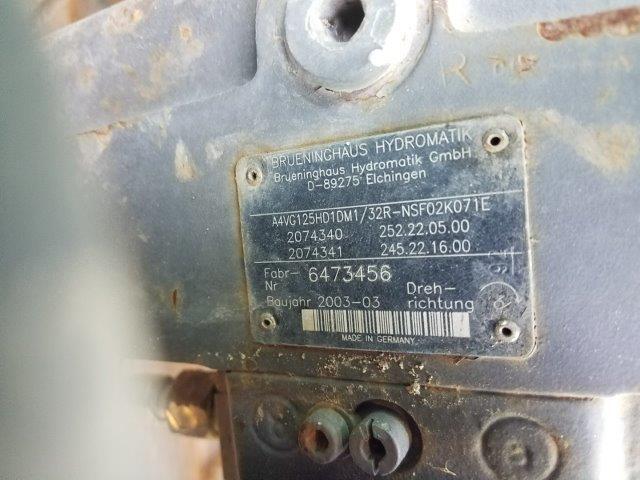 BRUENINGHAUS HYDROMATIK
Brueninghaus Hydromatik GmbH
D-89275 Elchingen
A4VG125HD1DM1/32R-NSF02K071E
2074340 252.22.05.00
2074341 245.22.16.00
Fabr-
Nr 6473456
Baujahr 2003-03 Dreh-
richtung
MADE IN GERMANY